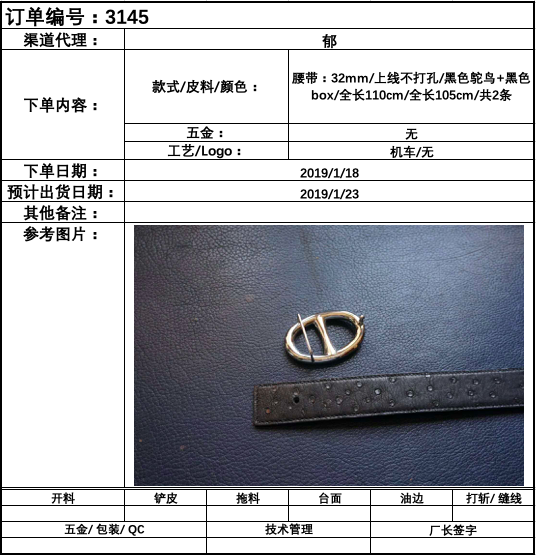 订单编号：3145
渠道代理：
郁
下单内容：
款式/皮料/颜色：
腰带：32mm/上线不打孔/黑色鸵鸟+黑色
box/全长110cm/全长105cm/共2条
五金：
无
工艺/Logo：
机车/无
下单日期：
2019/1/18
预计出货日期：
2019/1/23
其他备注：
参考图片：
开料
铲皮
拖料
台面
油边
打斩/ 缝线
五金/ 包装/ QC
技术管理
厂长签字